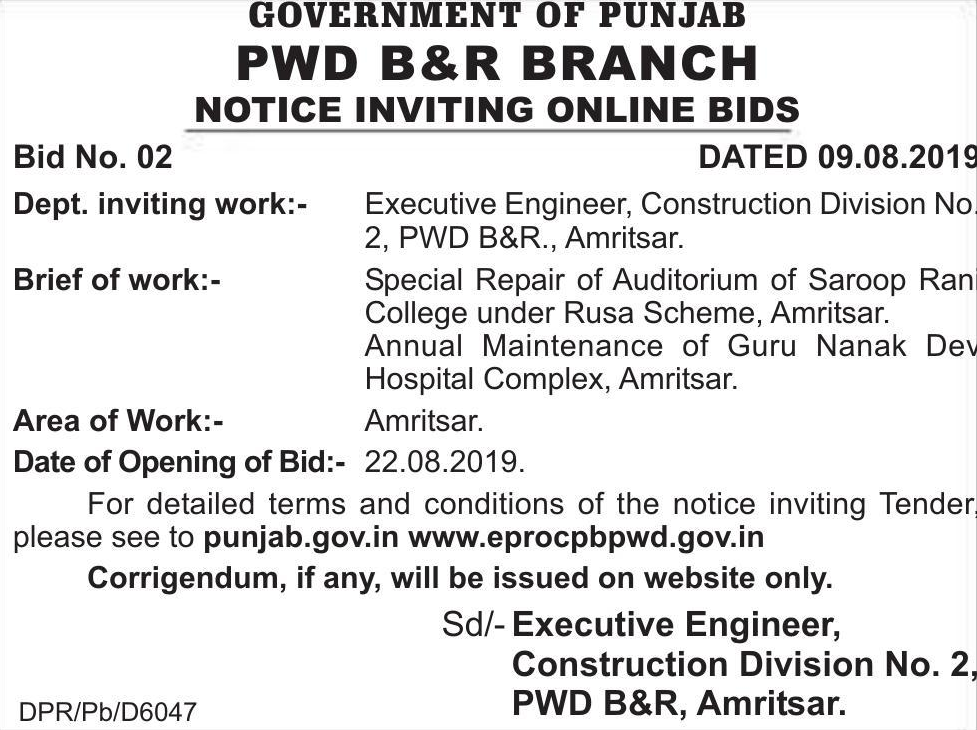 GOVERNMENT OF PUNJAB
PWD B&R BRANCH
NOTICE INVITING ONLINE BIDS
Bid No. 02 DATED 09.08.2019
Dept. inviting work:- Executive Engineer, Construction Division No.
2, PWD B&R., Amritsar.
Brief of work:- Special Repair of Auditorium of Saroop Rani
College under Rusa Scheme, Amritsar.
Annual Maintenance of Guru Nanak Dev
Hospital Complex, Amritsar.
Area of Work:- Amritsar.
Date of Opening of Bid:- 22.08.2019.
For detailed terms and conditions of the notice inviting Tender,
please see to punjab.gov.in www.eprocpbpwd.gov.in
Corrigendum, if any, will be issued on website only.
Sd/- Executive Engineer,
Construction Division No. 2,
PWD B&R, Amritsar.
DPR/Pb/D6047